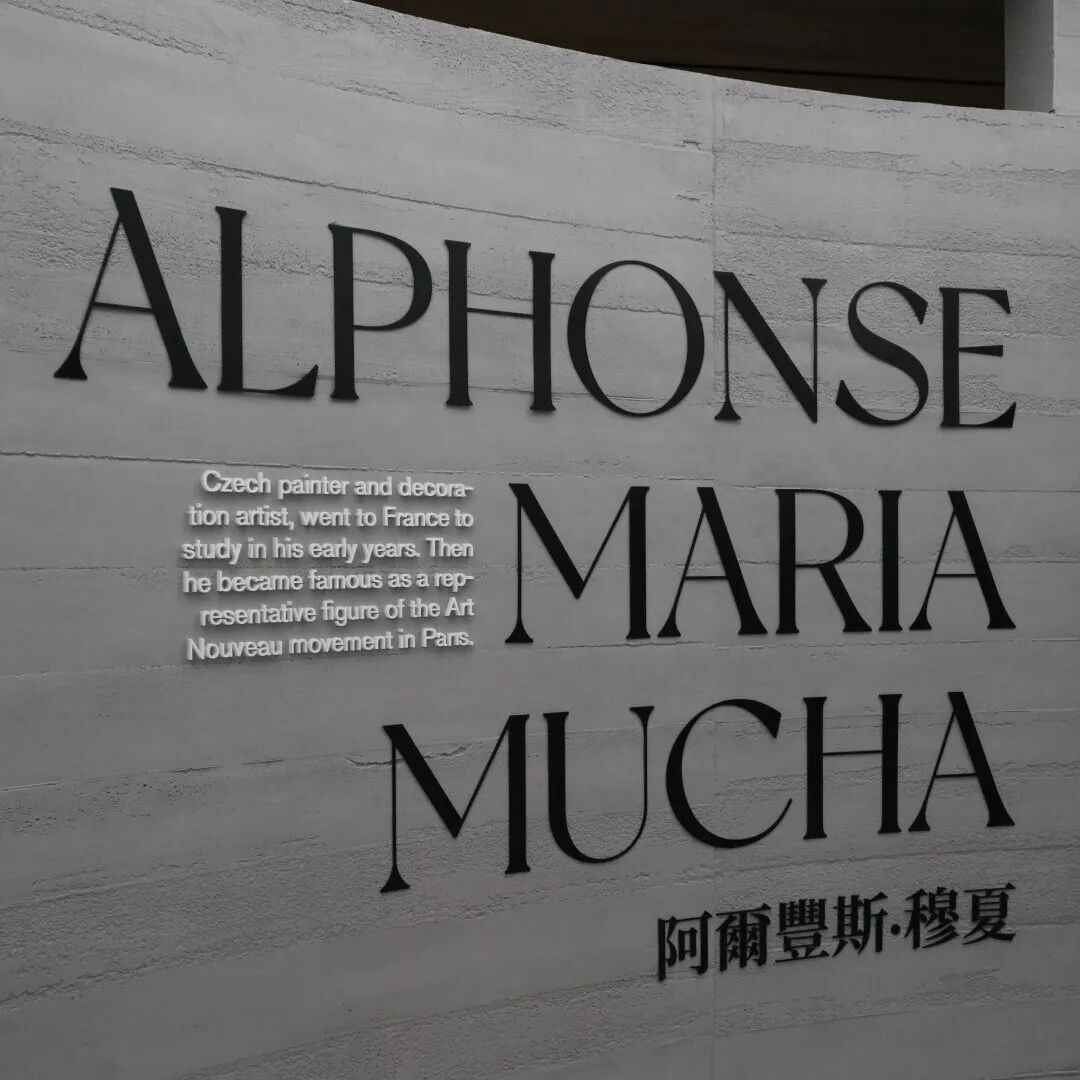 ALPHONSE
Czech painter and decora-
tion artist, went to France to
study in his early years. Then
he became famous as a rep-
resentative figure of the Art
Nouveau movement in Paris.
MARIA
MUCHA
阿爾豐斯·穆夏